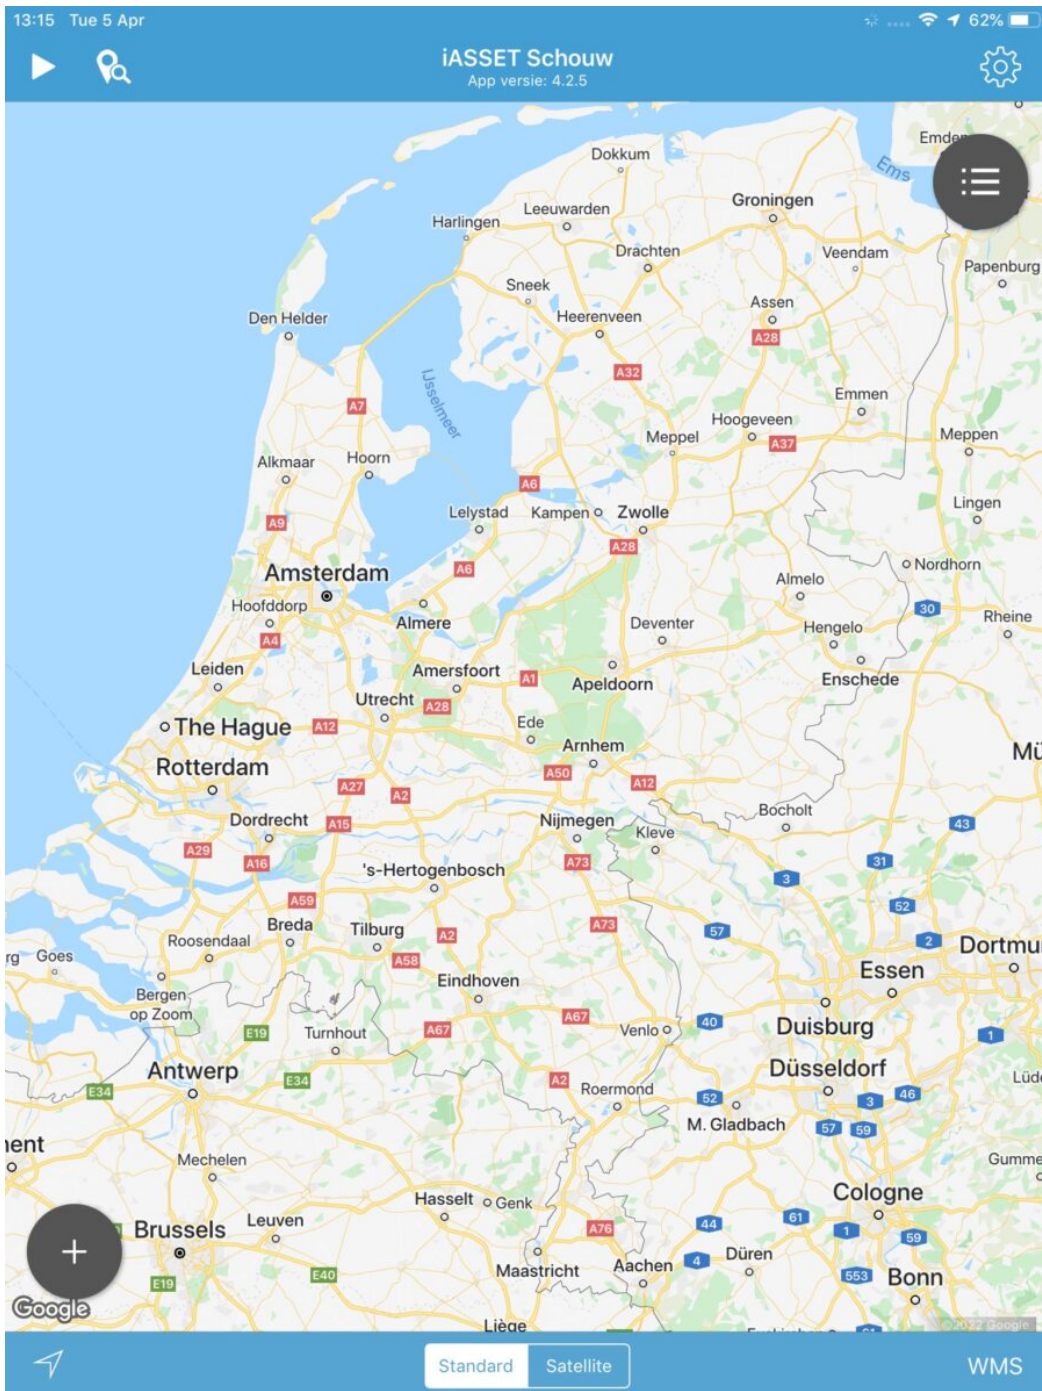 13:15 Tue 5 Apr
62%
iASSET Schouw
App versie: 4.2.5
Dokkum
Ems
Groningen
Leeuwarden
Harlingen
Drachten
Veendam
Papenburg
Sneek
Assen
Den Helder
Heerenveen
A28
A32
IJsselmeer
Emmen
A7
Hoogeveen
Meppel
A37
Meppen
Alkmaar
Hoorn
A6
Lingen
Lelystad
Kampen
Zwolle
A9
A28
Nordhorn
Amsterdam
A6
Almelo
Hoofddorp
30
Rheine
Almere
Deventer
Hengelo
A4
Leiden
Amersfoort
A1
Apeldoorn
Enschede
Utrecht
A28
The Hague
A12
Ede
Arnhem
Mü
Rotterdam
A50
A12
A27
A2
Bocholt
Dordrecht
A15
Nijmegen
Kleve
43
A29
A16
A73
31
's-Hertogenbosch
3
A59
52
Breda
Tilburg
A73
57
Roosendaal
A2
2
Dortmu
rg
Goes
A58
Essen
Eindhoven
Bergen
op Zoom
A67
40
Duisburg
E19
Turnhout
A67
Venlo
1
Antwerp
E34
A2
Düsseldorf
Lüd
E34
Roermond
52
3
46
M. Gladbach
57
59
nent
Mechelen
Gumme
Hasselt
Genk
Cologne
Brussels
Leuven
A76
44
61
1
59
Maastricht
Aachen
4
Düren
E19
E40
553
Bonn
Google
Liège
61
©2022 Google
Standard
Satellite
WMS